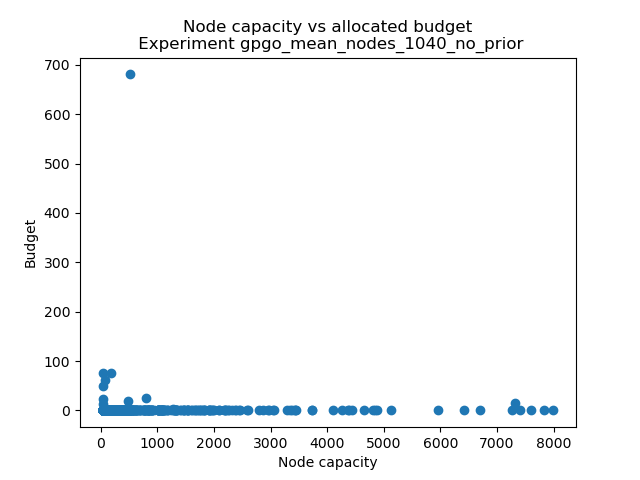 Node capacity vs allocated budget
Experiment gpgo_mean_nodes_1040_no_prior
700
600
500
400
300
200
100
0
Budget
0 1000 2000 3000 4000 5000 6000 7000 8000
Node capacity